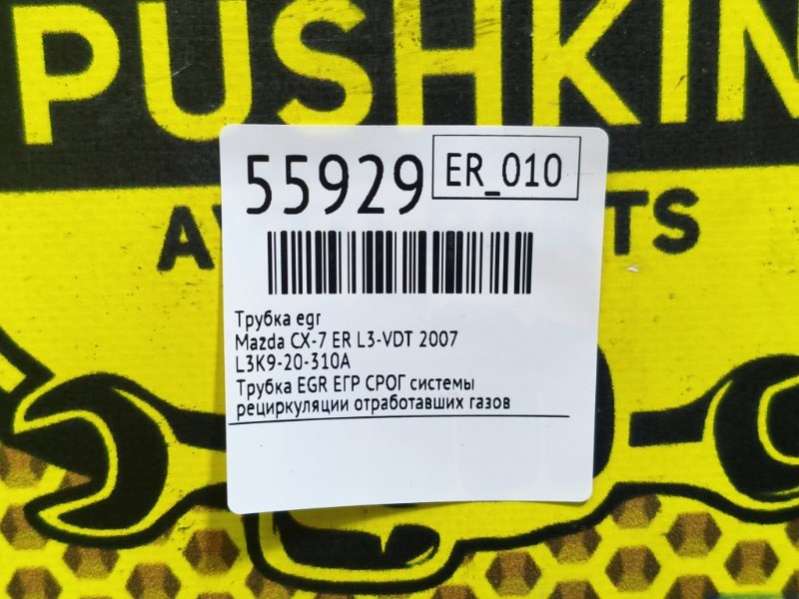 PUSHKIN
55929
ER_010
TS
Трубка egr
Mazda CX-7 ER L3-VDT 2007
L3K9-20-310A
Трубка EGR ЕГР СРОГ системы
рециркуляции отработавших газов